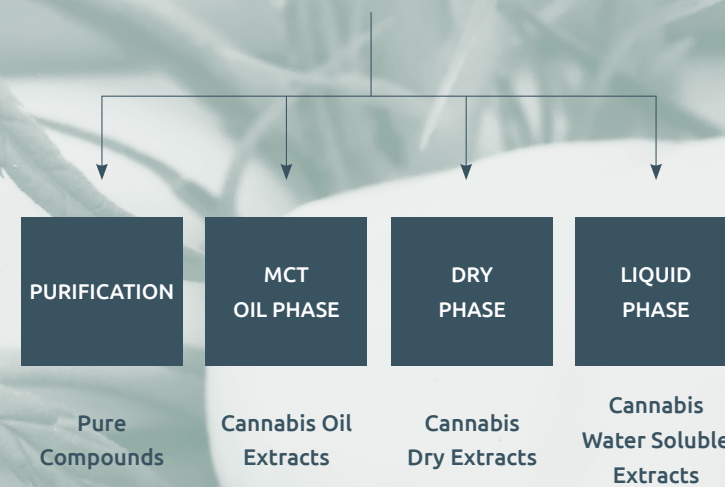 PURIFICATION
MCT
OIL PHASE
DRY
PHASE
LIQUID
PHASE
Pure
Compounds
Cannabis Oil
Extracts
Cannabis
Dry Extracts
Cannabis
Water Soluble
Extracts